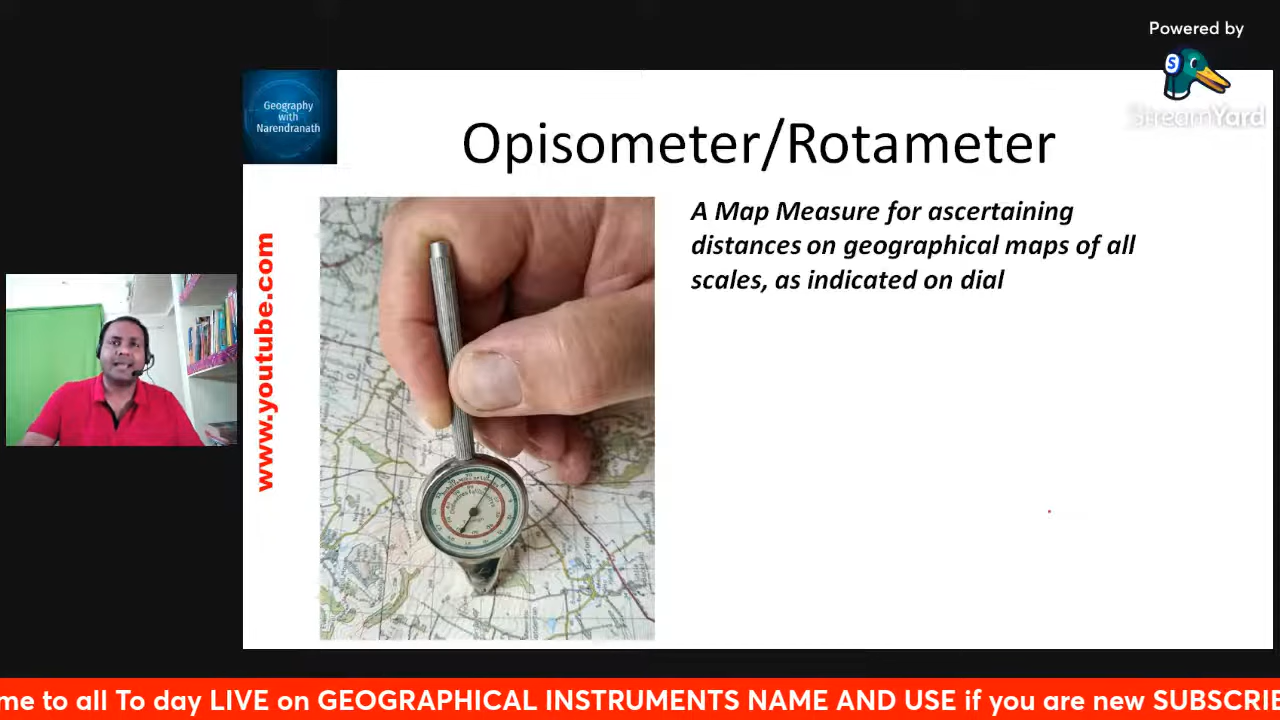 Powered by
StreamYard
Geography
with
Narendranath
Opisometer/Rotameter
A Map Measure for ascertaining
distances on geographical maps of all
scales, as indicated on dial
www.youtube.com
me to all To day LIVE on GEOGRAPHICAL INSTRUMENTS NAME AND USE if you are new SUBSCRIBE